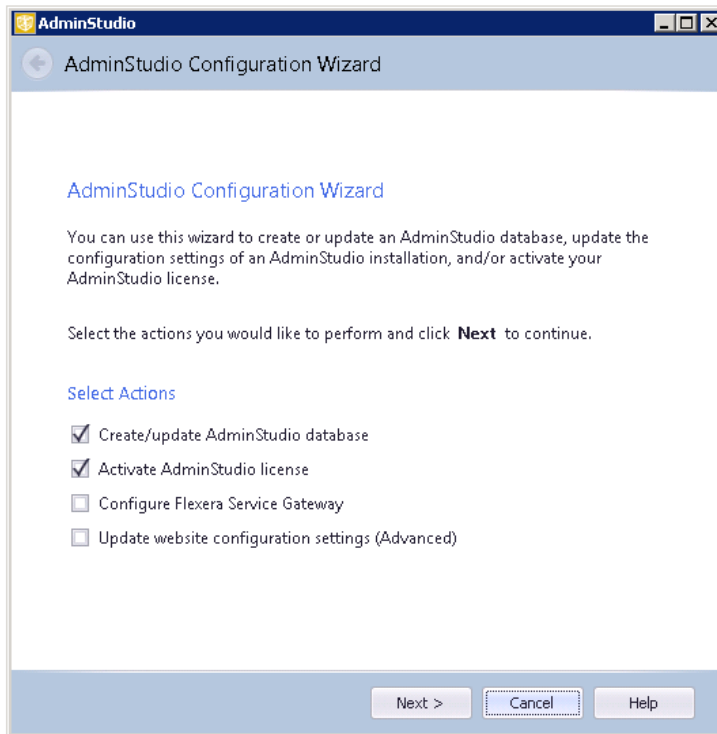 AdminStudio
AdminStudio Configuration Wizard
AdminStudio Configuration Wizard
You can use this wizard to create or update an AdminStudio database, update the
configuration settings of an AdminStudio installation, and/or activate your
AdminStudio license.
Select the actions you would like to perform and click Next to continue.
Select Actions
Create/update AdminStudio database
Activate AdminStudio license
Configure Flexera Service Gateway
Update website configuration settings (Advanced)
Next > Cancel Help